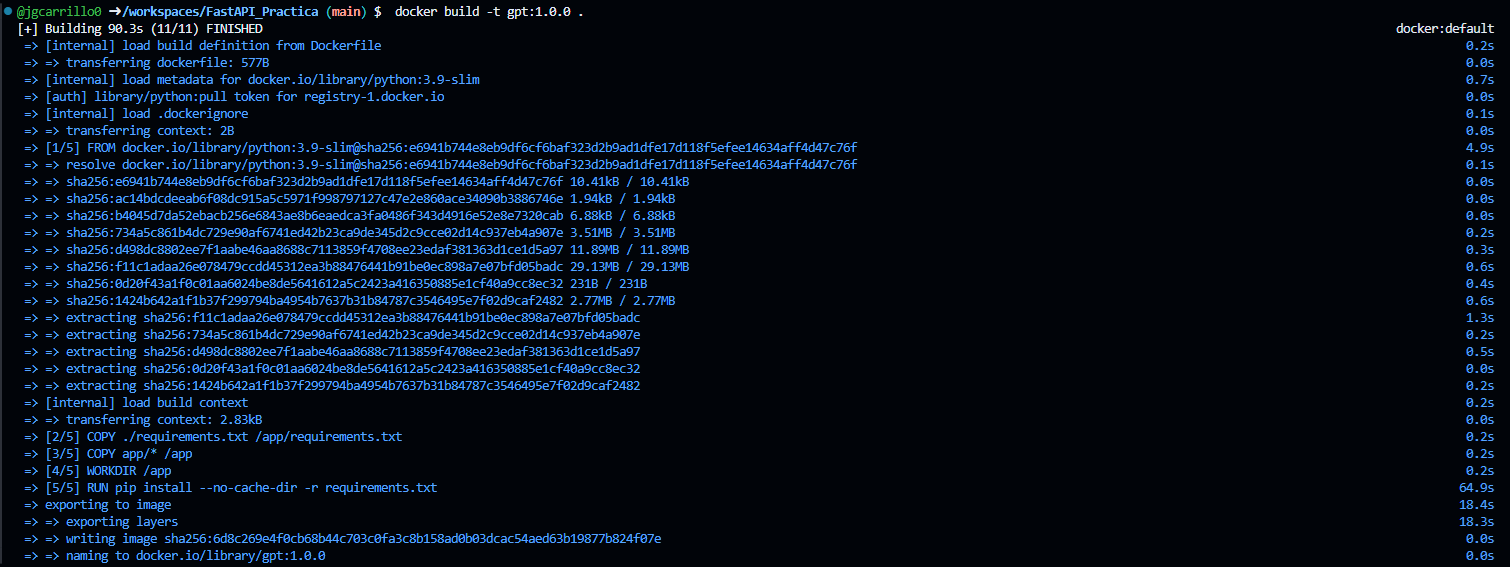 @jgcarrillo0 ➜/workspaces/FastAPI_Practica (main) $ docker build -t gpt:1.0.0 .
[+] Building 90.3s (11/11) FINISHED docker:default
=> [internal] load build definition from Dockerfile 0.2s
=> => transferring dockerfile: 577B 0.0s
=> [internal] load metadata for docker.io/library/python:3.9-slim 0.7s
=> [auth] library/python:pull token for registry-1.docker.io 0.0s
=> [internal] load .dockerignore 0.1s
=> => transferring context: 2B 0.0s
=> [1/5] FROM docker.io/library/python:3.9-slim@sha256:e6941b744e8eb9df6cf6baf323d2b9ad1dfe17d118f5efee14634aff4d47c76f 4.9s
=> => resolve docker.io/library/python:3.9-slim@sha256:e6941b744e8eb9df6cf6baf323d2b9ad1dfe17d118f5efee14634aff4d47c76f 0.1s
=> => sha256:e6941b744e8eb9df6cf6baf323d2b9ad1dfe17d118f5efee14634aff4d47c76f 10.41kB / 10.41kB 0.0s
=> => sha256:ac14bdcdeeab6f08dc915a5c5971f998797127c47e2e860ace34090b3886746e 1.94kB / 1.94kB 0.0s
=> => sha256:b4045d7da52ebacb256e6843ae8b6eaedca3fa0486f343d4916e52e8e7320cab 6.88kB / 6.88kB 0.0s
=> => sha256:734a5c861b4dc729e90af6741ed42b23ca9de345d2c9cce02d14c937eb4a907e 3.51MB / 3.51MB 0.2s
=> => sha256:d498dc8802ee7f1aabe46aa8688c7113859f4708ee23edaf381363d1ce1d5a97 11.89MB / 11.89MB 0.3s
=> => sha256:f11c1adaa26e078479ccdd45312ea3b88476441b91be0ec898a7e07bfd05badc 29.13MB / 29.13MB 0.6s
=> => sha256:0d20f43a1f0c01aa6024be8de5641612a5c2423a416350885e1cf40a9cc8ec32 231B / 231B 0.4s
=> => sha256:1424b642a1f1b37f299794ba4954b7637b31b84787c3546495e7f02d9caf2482 2.77MB / 2.77MB 0.6s
=> => extracting sha256:f11c1adaa26e078479ccdd45312ea3b88476441b91be0ec898a7e07bfd05badc 1.3s
=> => extracting sha256:734a5c861b4dc729e90af6741ed42b23ca9de345d2c9cce02d14c937eb4a907e 0.2s
=> => extracting sha256:d498dc8802ee7f1aabe46aa8688c7113859f4708ee23edaf381363d1ce1d5a97 0.5s
=> => extracting sha256:0d20f43a1f0c01aa6024be8de5641612a5c2423a416350885e1cf40a9cc8ec32 0.0s
=> => extracting sha256:1424b642a1f1b37f299794ba4954b7637b31b84787c3546495e7f02d9caf2482 0.2s
=> [internal] load build context 0.2s
=> => transferring context: 2.83kB 0.0s
=> [2/5] COPY ./requirements.txt /app/requirements.txt 0.2s
=> [3/5] COPY app/* /app 0.2s
=> [4/5] WORKDIR /app 0.2s
=> [5/5] RUN pip install --no-cache-dir -r requirements.txt 64.9s
=> exporting to image 18.4s
=> => exporting layers 18.3s
=> => writing image sha256:6d8c269e4f0cb68b44c703c0fa3c8b158ad0b03dcac54aed63b19877b824f07e 0.0s
=> => naming to docker.io/library/gpt:1.0.0 0.0s